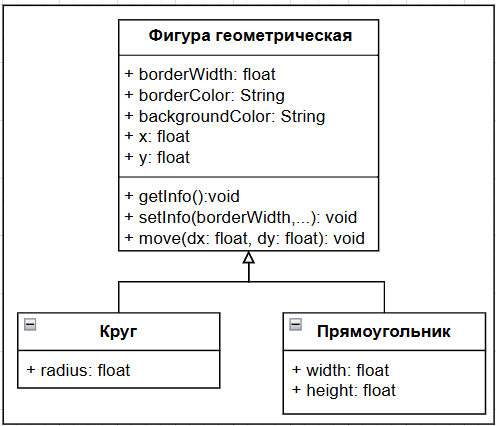 Фигура геометрическая
+ borderWidth: float
+ borderColor: String
+ backgroundColor: String
+ x: float
+ y: float
+ getInfo():void
+ setInfo(borderWidth,...): void
+ move(dx: float, dy: float): void
Круг
+ radius: float
Прямоугольник
+ width: float
+ height: float